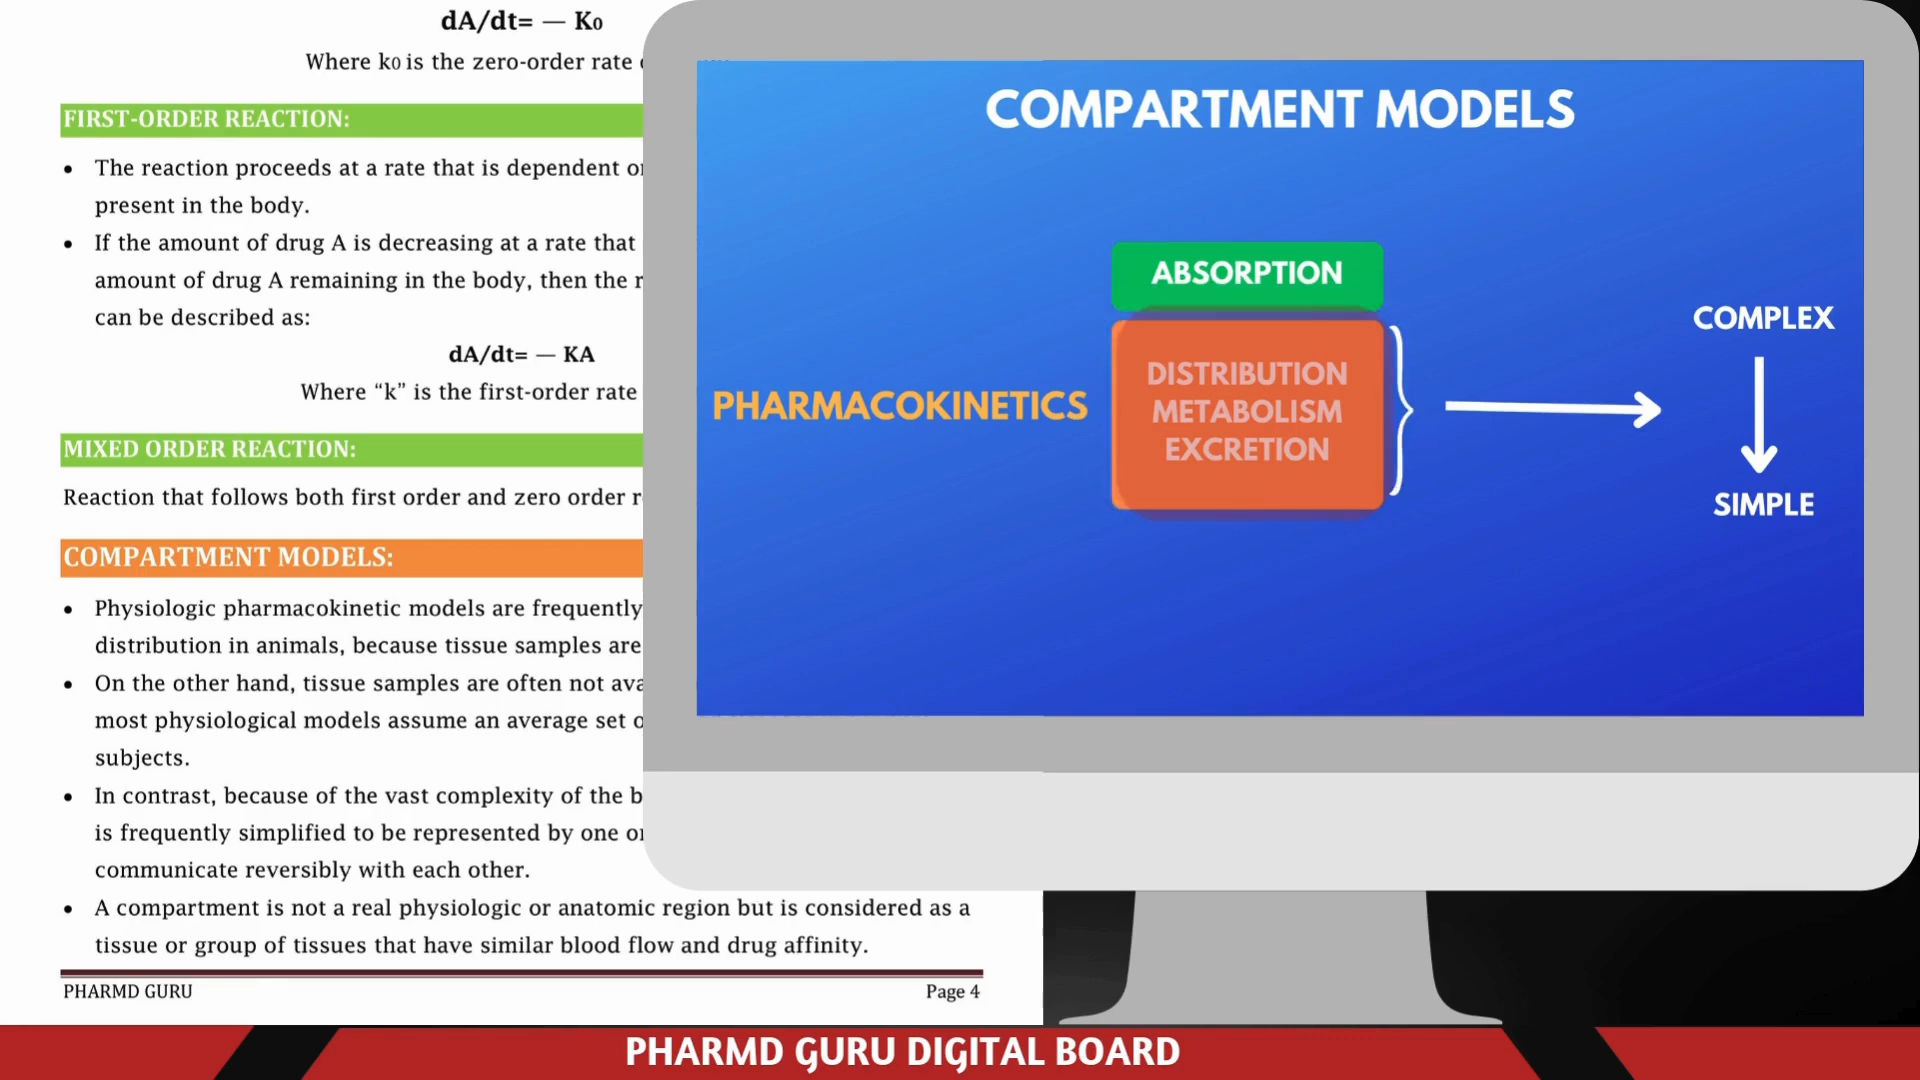 dA/dt= — K₀
Where k₀ is the zero-order rate
FIRST-ORDER REACTION:
• The reaction proceeds at a rate that is dependent
present in the body.
• If the amount of drug A is decreasing at a rate that
amount of drug A remaining in the body, then the
can be described as:
dA/dt= — KA
Where “k” is the first-order rate
MIXED ORDER REACTION:
Reaction that follows both first order and zero order
COMPARTMENT MODELS:
• Physiologic pharmacokinetic models are frequently
distribution in animals, because tissue samples are
• On the other hand, tissue samples are often not
most physiological models assume an average set
subjects.
• In contrast, because of the vast complexity of the
is frequently simplified to be represented by one
communicate reversibly with each other.
• A compartment is not a real physiologic or anatomic region but is considered as a
tissue or group of tissues that have similar blood flow and drug affinity.
PHARMD GURU Page 4
COMPARTMENT MODELS
ABSORPTION
PHARMACOKINETICS
DISTRIBUTION
METABOLISM
EXCRETION
COMPLEX
SIMPLE
PHARMD GURU DIGITAL BOARD